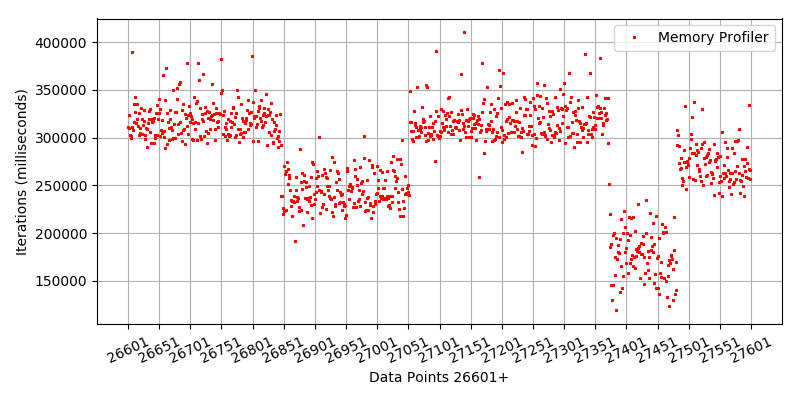 Memory Profiler
400000
350000
300000
250000
200000
150000
Iterations (milliseconds)
26601 26651 26701 26751 26801 26851 26901 26951 27001 27051 27101 27151 27201 27251 27301 27351 27401 27451 27501 27551 27601
Data Points 26601+